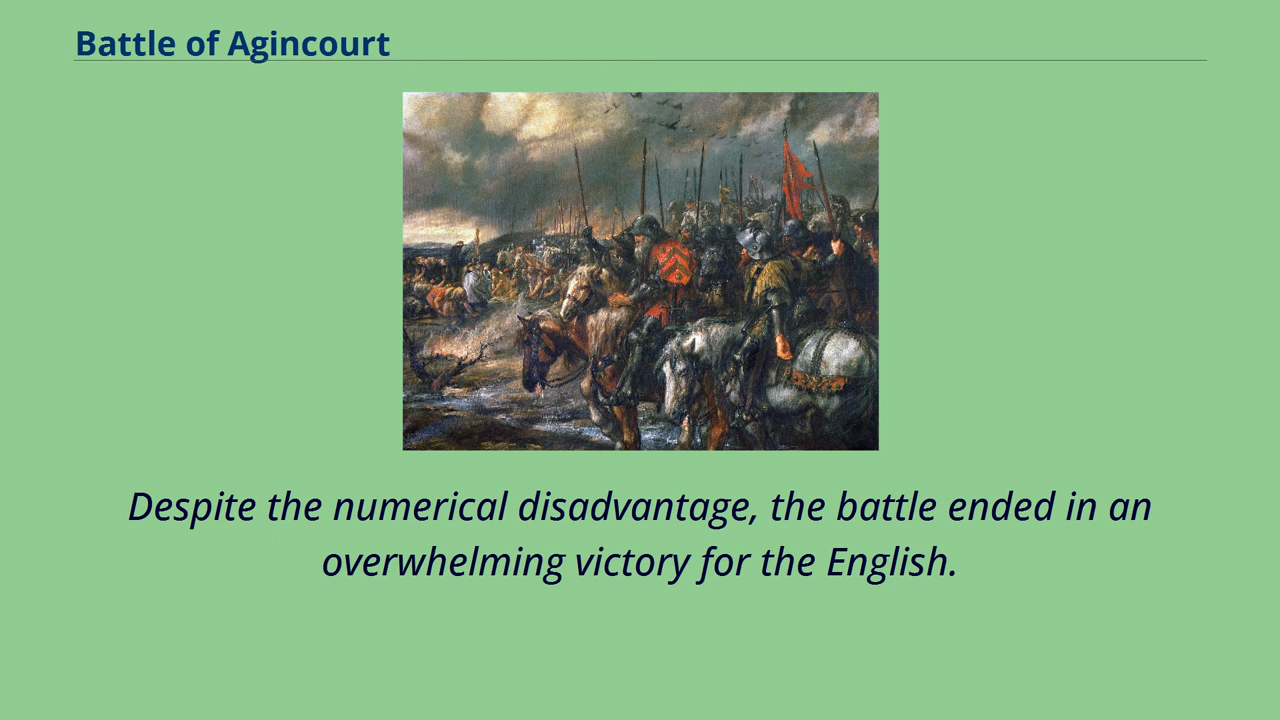 Battle of Agincourt
Despite the numerical disadvantage, the battle ended in an
overwhelming victory for the English.